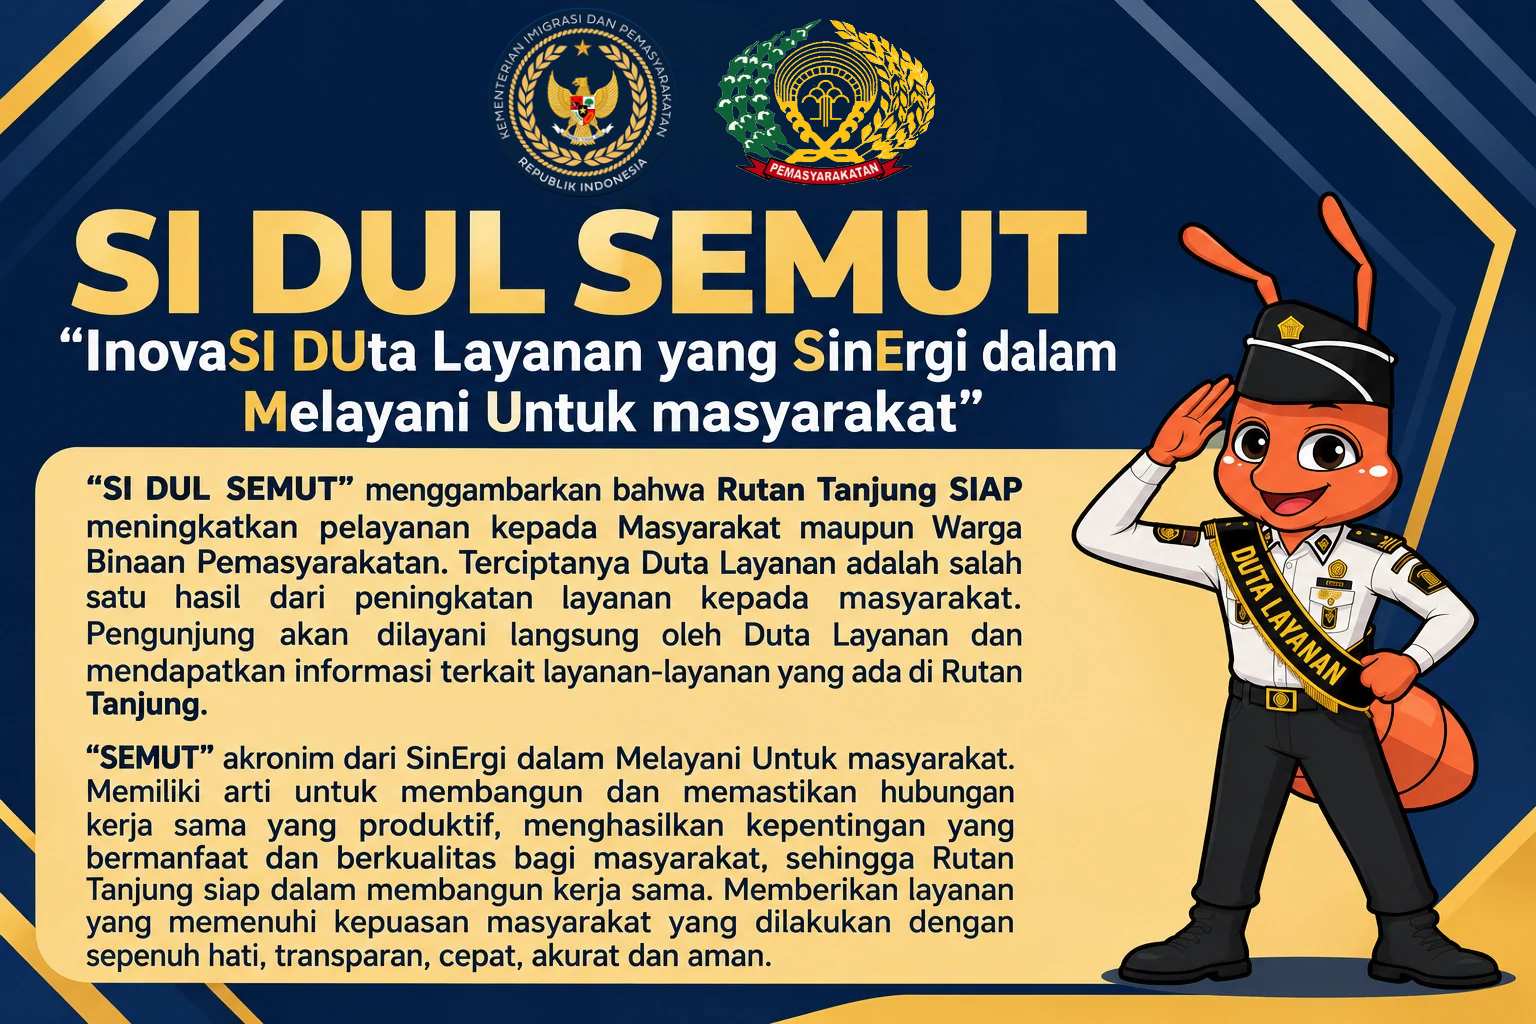 KEMENTERIAN IMIGRASI DAN PEMASYARAKATAN
REPUBLIK INDONESIA
PEMASYARAKATAN
SI DUL SEMUT
“InovaSI DUta Layanan yang SinErgi dalam
Melayani Untuk masyarakat”
“SI DUL SEMUT” menggambarkan bahwa Rutan Tanjung SIAP
meningkatkan pelayanan kepada Masyarakat maupun Warga
Binaan Pemasyarakatan. Terciptanya Duta Layanan adalah salah
satu hasil dari peningkatan layanan kepada masyarakat.
Pengunjung akan dilayani langsung oleh Duta Layanan dan
mendapatkan informasi terkait layanan-layanan yang ada di Rutan
Tanjung.
“SEMUT” akronim dari SinErgi dalam Melayani Untuk masyarakat.
Memiliki arti untuk membangun dan memastikan hubungan
kerja sama yang produktif, menghasilkan kepentingan yang
bermanfaat dan berkualitas bagi masyarakat, sehingga Rutan
Tanjung siap dalam membangun kerja sama. Memberikan layanan
yang memenuhi kepuasan masyarakat yang dilakukan dengan
sepenuh hati, transparan, cepat, akurat dan aman.
DUTA LAYANAN